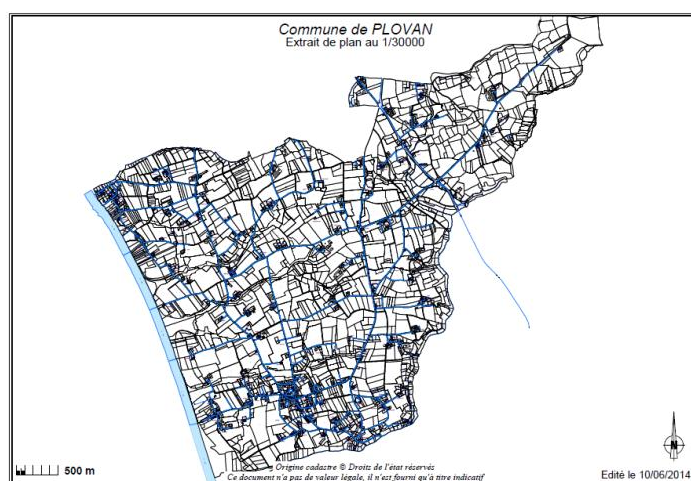 Commune de PLOVAN
Extrait de plan au 1/30000
500 m
Origine cadastre © Droits de l'état réservés
Ce document n'a pas de valeur légale, il n'est fourni qu'à titre indicatif
N
Edité le 10/06/2014